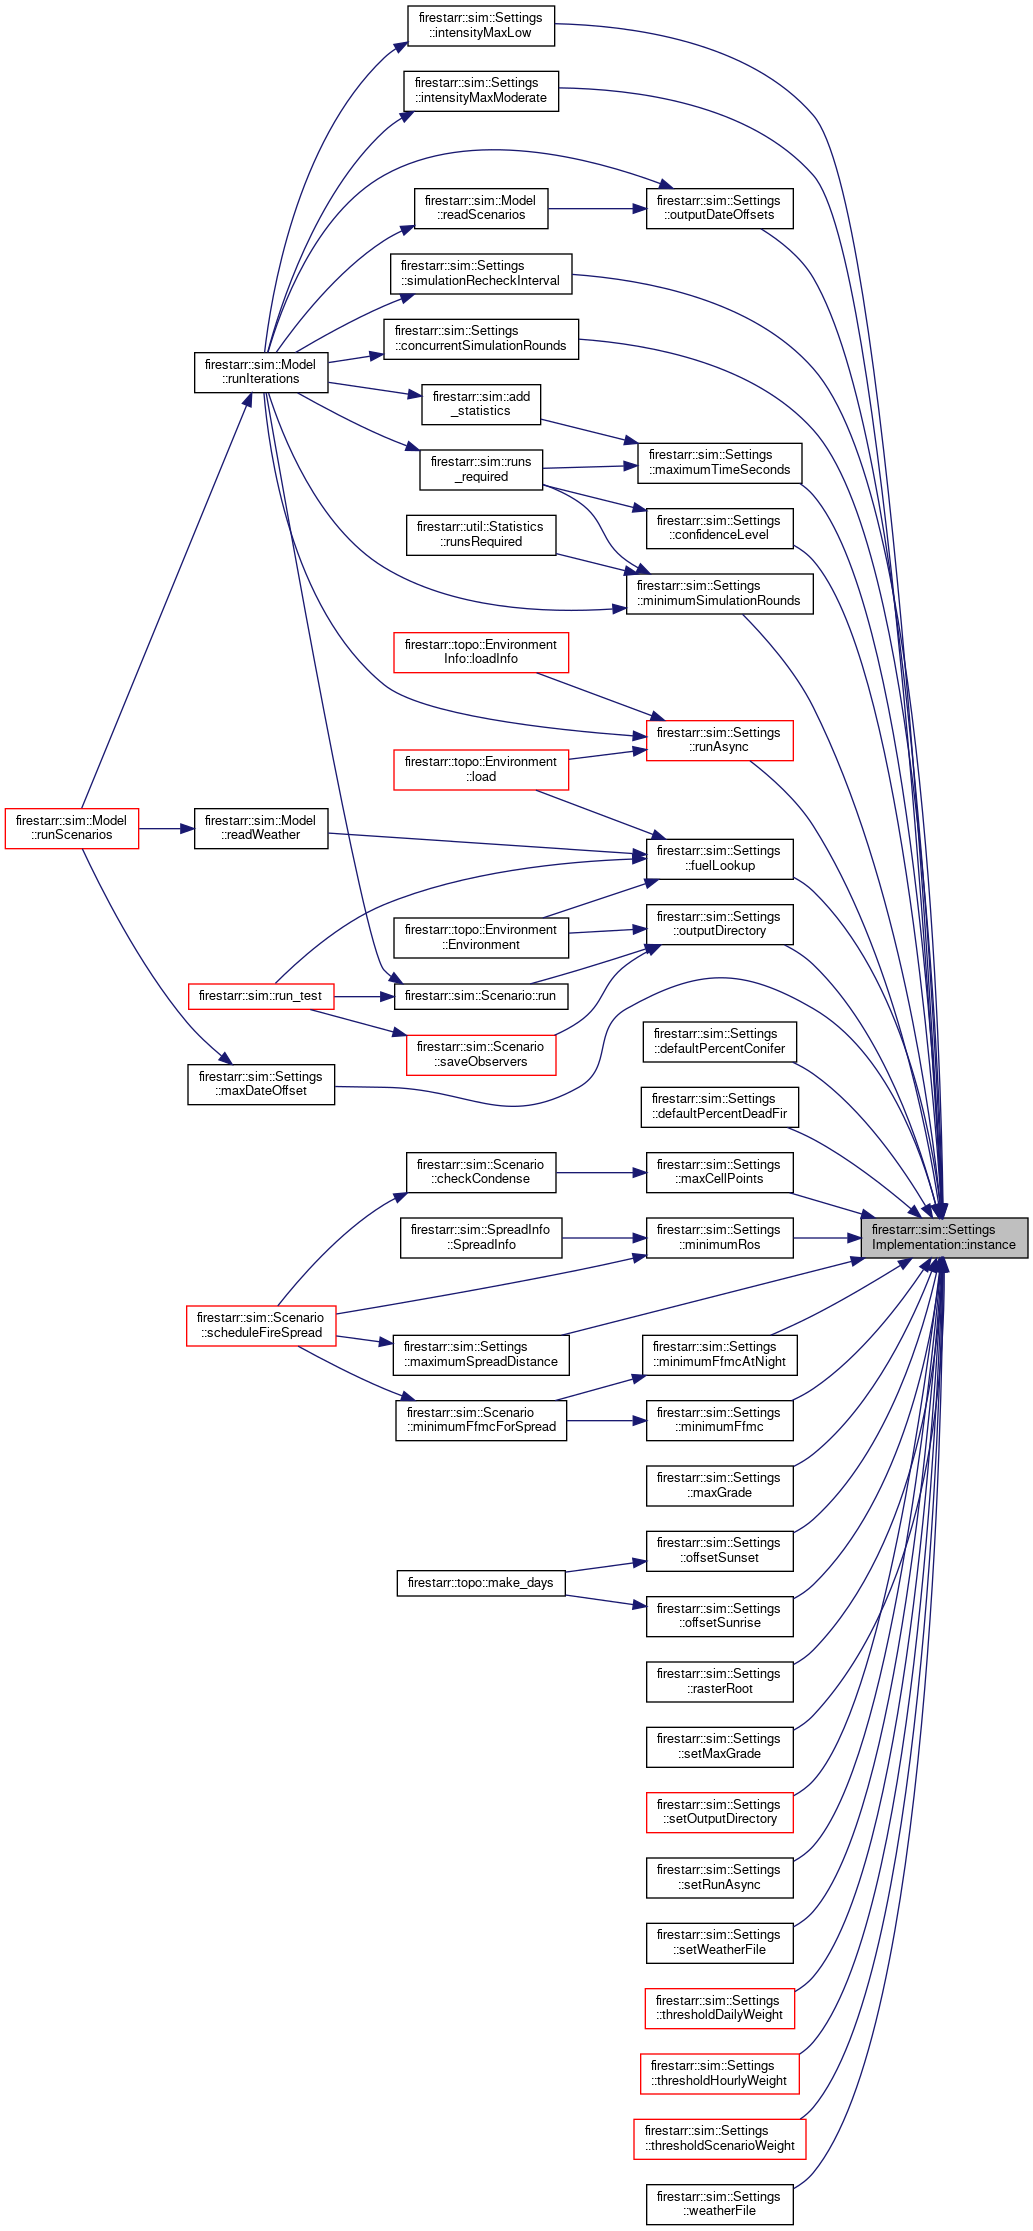 firestarr::sim::Settings
::intensityMaxLow
firestarr::sim::Settings
::intensityMaxModerate
firestarr::sim::Model
::readScenarios
firestarr::sim::Settings
::outputDateOffsets
firestarr::sim::Settings
::simulationRecheckInterval
firestarr::sim::Settings
::concurrentSimulationRounds
firestarr::sim::Model
::runIterations
firestarr::sim::add
_statistics
firestarr::sim::runs
_required
firestarr::sim::Settings
::maximumTimeSeconds
firestarr::util::Statistics
::runsRequired
firestarr::sim::Settings
::confidenceLevel
firestarr::sim::Settings
::minimumSimulationRounds
firestarr::topo::Environment
Info::loadInfo
firestarr::sim::Settings
::runAsync
firestarr::topo::Environment
::load
firestarr::sim::Model
::runScenarios
firestarr::sim::Model
::readWeather
firestarr::sim::Settings
::fuelLookup
firestarr::topo::Environment
::Environment
firestarr::sim::Settings
::outputDirectory
firestarr::sim::run_test
firestarr::sim::Scenario::run
firestarr::sim::Scenario
::saveObservers
firestarr::sim::Settings
::defaultPercentConifer
firestarr::sim::Settings
::maxDateOffset
firestarr::sim::Settings
::defaultPercentDeadFir
firestarr::sim::Scenario
::checkCondense
firestarr::sim::Settings
::maxCellPoints
firestarr::sim::SpreadInfo
::SpreadInfo
firestarr::sim::Settings
::minimumRos
firestarr::sim::Settings
Implementation::instance
firestarr::sim::Scenario
::scheduleFireSpread
firestarr::sim::Settings
::maximumSpreadDistance
firestarr::sim::Settings
::minimumFfmcAtNight
firestarr::sim::Scenario
::minimumFfmcForSpread
firestarr::sim::Settings
::minimumFfmc
firestarr::sim::Settings
::maxGrade
firestarr::sim::Settings
::offsetSunset
firestarr::topo::make_days
firestarr::sim::Settings
::offsetSunrise
firestarr::sim::Settings
::rasterRoot
firestarr::sim::Settings
::setMaxGrade
firestarr::sim::Settings
::setOutputDirectory
firestarr::sim::Settings
::setRunAsync
firestarr::sim::Settings
::setWeatherFile
firestarr::sim::Settings
::thresholdDailyWeight
firestarr::sim::Settings
::thresholdHourlyWeight
firestarr::sim::Settings
::thresholdScenarioWeight
firestarr::sim::Settings
::weatherFile